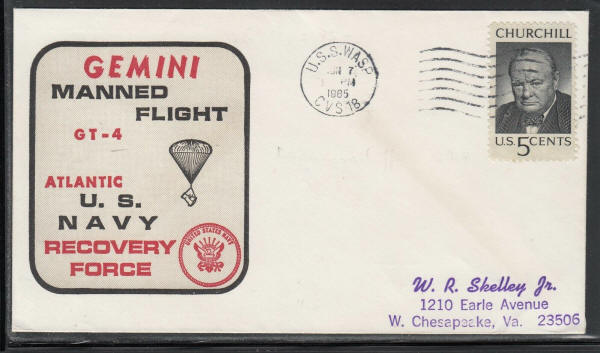 GEMINI
MANNED
FLIGHT
GT-4
ATLANTIC
U. S.
NAVY
RECOVERY
FORCE
UNITED STATES NAVY
U.S.S. WASP
JUN 7
PM
1965
CVS 18
CHURCHILL
U.S. 5 CENTS
W. R. Skelley Jr.
1210 Earle Avenue
W. Chesapeake, Va. 23506